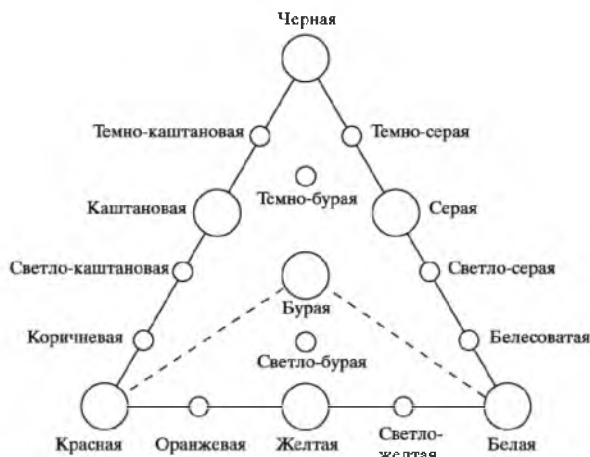 Черная
Темно-каштановая
Темно-серая
Темно-бурая
Каштановая
Серая
Светло-каштановая
Светло-серая
Бурая
Коричневая
Белесоватая
Светло-бурая
Красная
Оранжевая
Желтая
Светло-
желтая
Белая